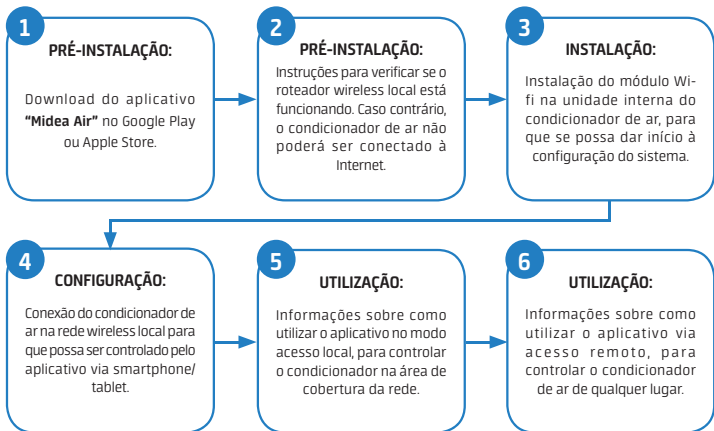 1
PRÉ-INSTALAÇÃO:
Download do aplicativo
“Midea Air” no Google Play
ou Apple Store.
2
PRÉ-INSTALAÇÃO:
Instruções para verificar se o
roteador wireless local está
funcionando. Caso contrário,
o condicionador de ar não
poderá ser conectado à
Internet.
3
INSTALAÇÃO:
Instalação do módulo Wi-
fi na unidade interna do
condicionador de ar, para
que se possa dar início à
configuração do sistema.
4
CONFIGURAÇÃO:
Conexão do condicionador de
ar na rede wireless local para
que possa ser controlado pelo
aplicativo via smartphone/
tablet.
5
UTILIZAÇÃO:
Informações sobre como
utilizar o aplicativo no modo
acesso local, para controlar
o condicionador na área de
cobertura da rede.
6
UTILIZAÇÃO:
Informações sobre como
utilizar o aplicativo via
acesso remoto, para
controlar o condicionador
de ar de qualquer lugar.